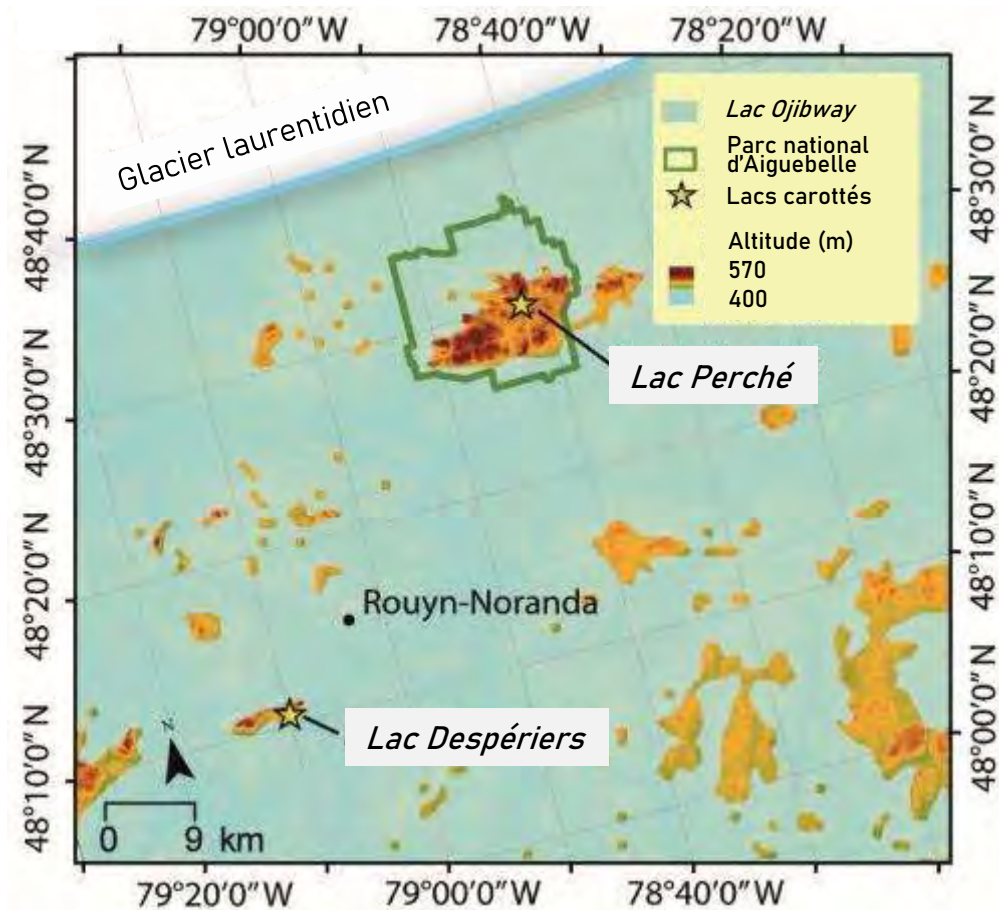 79°00'0"W 78°40'0"W 78°20'0"W
Glacier laurentidien
Lac Ojibway
Parc national
d'Aiguebelle
Lacs carottés
Altitude (m)
570
400
48°40'0"N
48°30'0"N
48°20'0"N
48°10'0"N
48°30'0"N
48°20'0"N
48°10'0"N
48°00'0"N
Lac Perché
Rouyn-Noranda
Lac Despériers
N
0 9 km
79°20'0"W 79°00'0"W 78°40'0"W